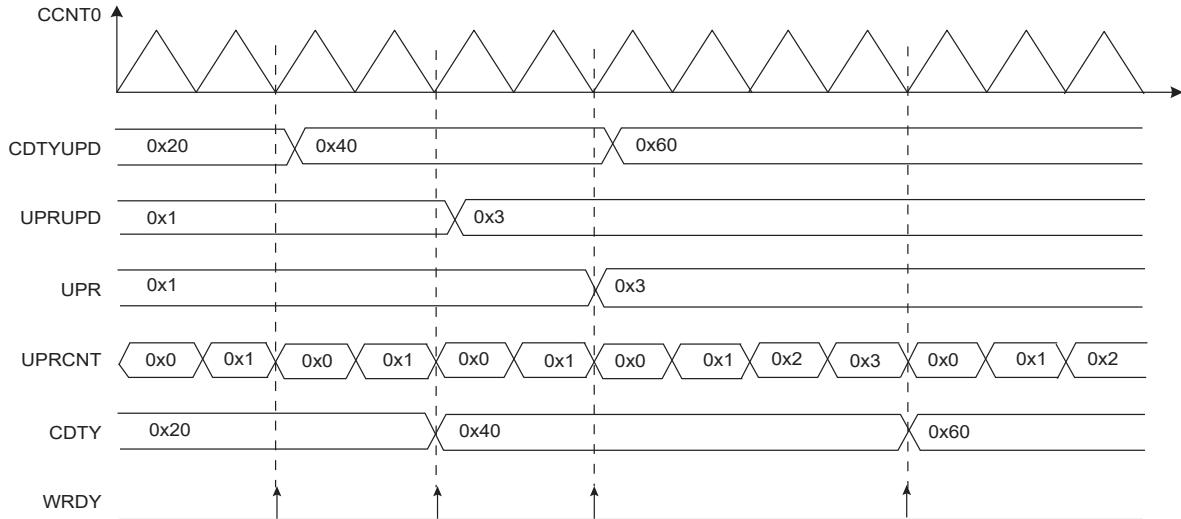 CCNT0
CDTYUPD 0x20 0x40 0x60
UPRUPD 0x1 0x3
UPR 0x1 0x3
UPRCNT 0x0 0x1 0x0 0x1 0x0 0x1 0x0 0x1 0x2 0x3 0x0 0x1 0x2
CDTY 0x20 0x40 0x60
WRDY